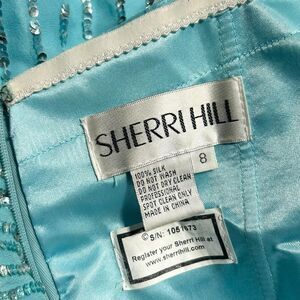 SHERRI HILL
8
100% SILK
DO NOT WASH
DO NOT DRY CLEAN
PROFESSIONAL
SPOT CLEAN ONLY
MADE IN CHINA
© S/N: 1051673
Register your Sherri Hill at
www.sherrihill.com